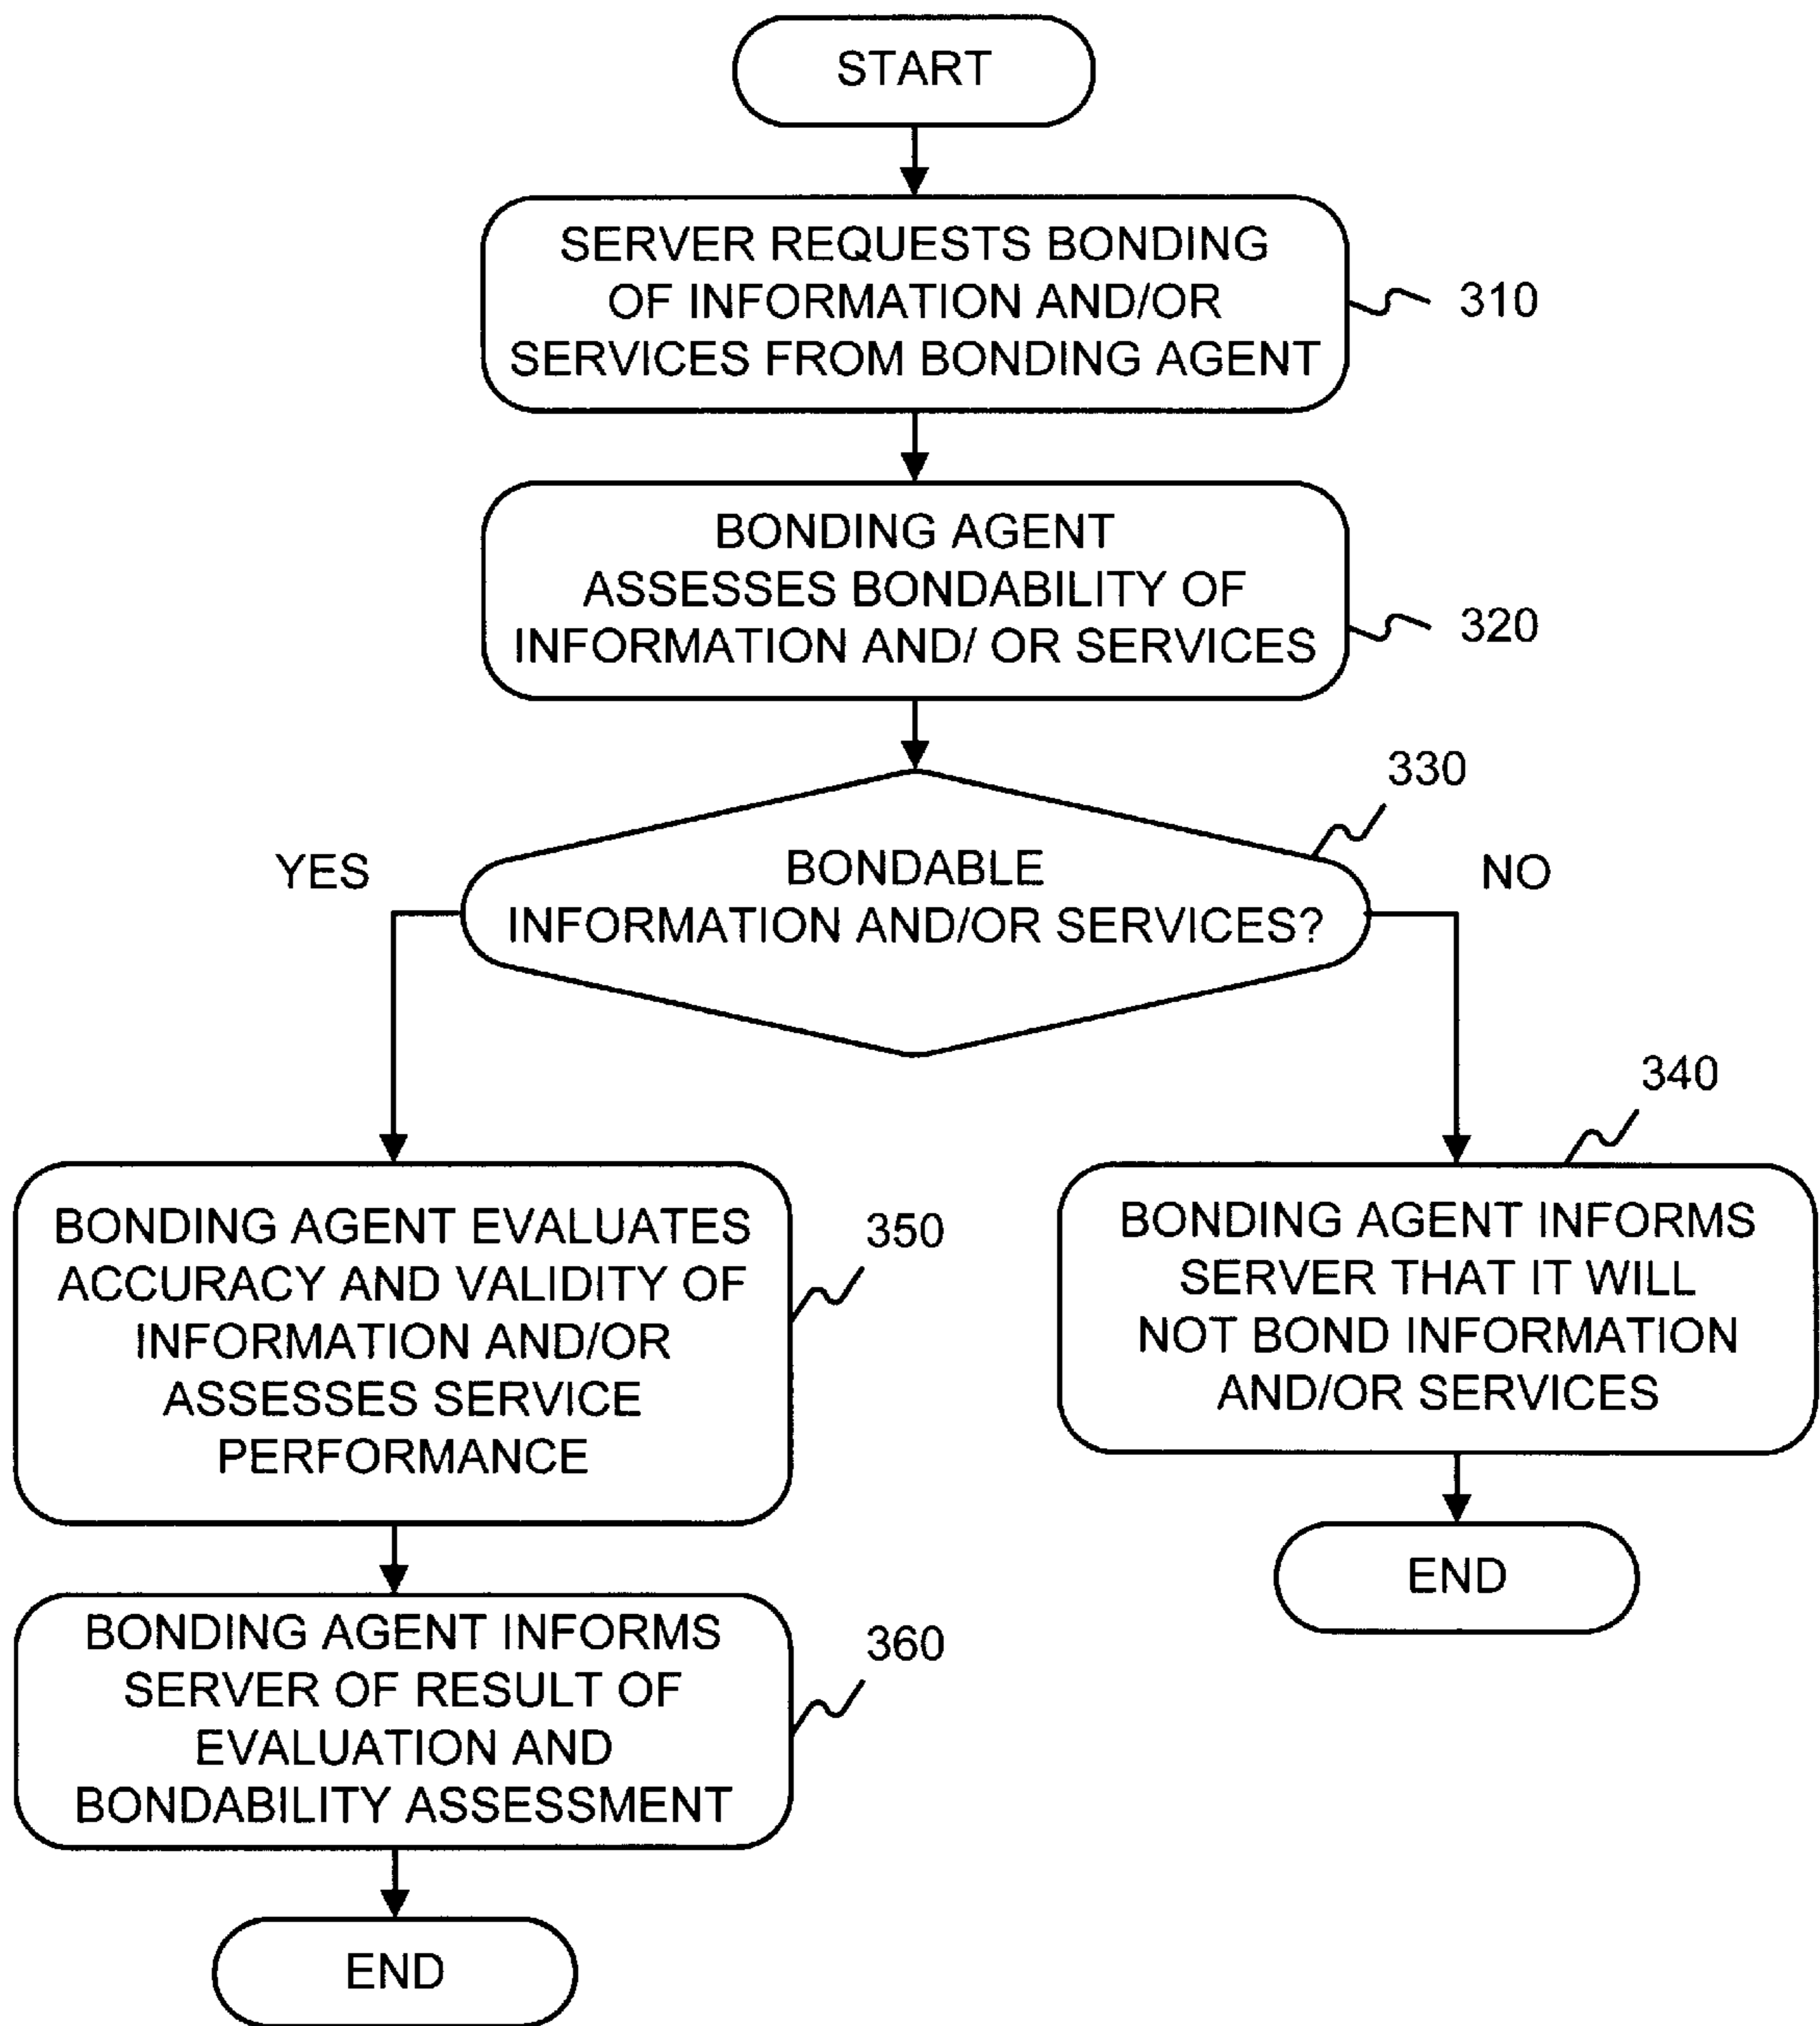 START
SERVER REQUESTS BONDING
OF INFORMATION AND/OR
SERVICES FROM BONDING AGENT
310
BONDING AGENT
ASSESSES BONDABILITY OF
INFORMATION AND/ OR SERVICES
320
330
YES
BONDABLE
INFORMATION AND/OR SERVICES?
NO
340
BONDING AGENT EVALUATES
ACCURACY AND VALIDITY OF
INFORMATION AND/OR
ASSESSES SERVICE
PERFORMANCE
350
BONDING AGENT INFORMS
SERVER THAT IT WILL
NOT BOND INFORMATION
AND/OR SERVICES
END
BONDING AGENT INFORMS
SERVER OF RESULT OF
EVALUATION AND
BONDABILITY ASSESSMENT
360
END